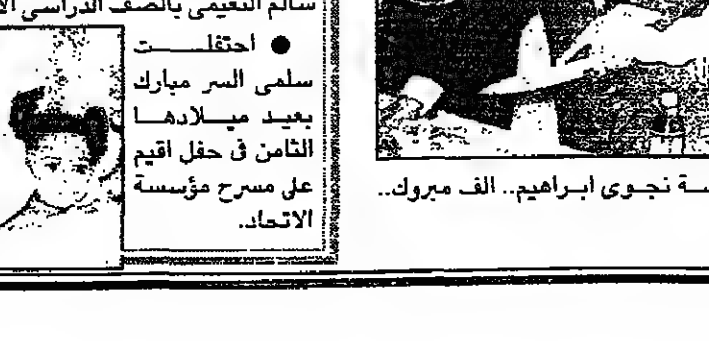 سالم النعيمي بالصف الدراسي
● احتفلت
سلمى السر مبارك
بعيد ميلادها
الثامن في حفل اقيم
على مسرح مؤسسة
الاتحاد.
نجوى ابراهيم.. الف مبروك..